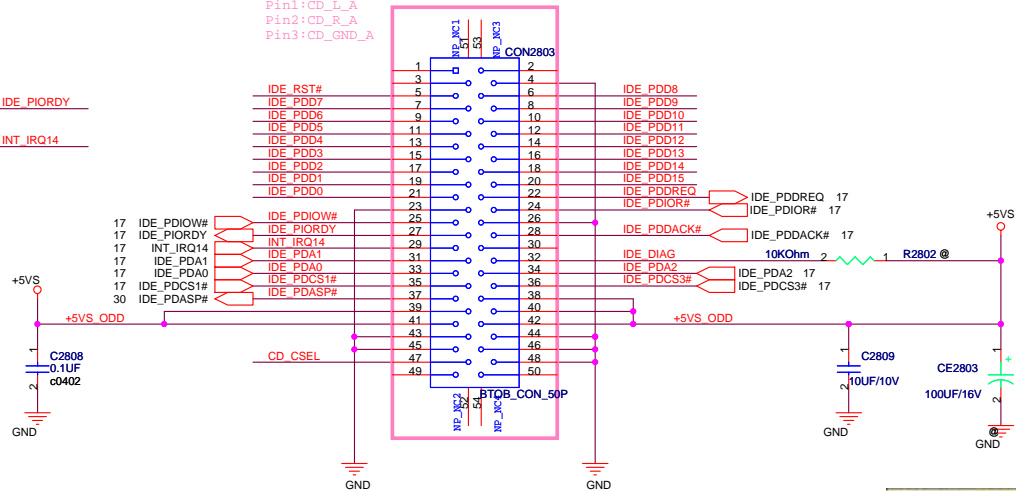 Pin1:CD_L_A
Pin2:CD_R_A
Pin3:CD_GND_A
NP_NC1
51
53
NP_NC3
CON2803
1 2
3 4
IDE_RST# 5 6 IDE_PDD8
IDE_PIORDY
IDE_PDD7 7 8 IDE_PDD9
IDE_PDD6 9 10 IDE_PDD10
IDE_PDD5 11 12 IDE_PDD11
INT_IRQ14
IDE_PDD4 13 14 IDE_PDD12
IDE_PDD3 15 16 IDE_PDD13
IDE_PDD2 17 18 IDE_PDD14
IDE_PDD1 19 20 IDE_PDD15
IDE_PDD0 21 22 IDE_PDDREQ IDE_PDDREQ 17
23 24 IDE_PDIOR# IDE_PDIOR# 17
17 IDE_PDIOW# IDE_PDIOW# 25 26
17 IDE_PIORDY IDE_PIORDY 27 28 IDE_PDDACK# IDE_PDDACK# 17
17 INT_IRQ14 INT_IRQ14 29 30
17 IDE_PDA1 IDE_PDA1 31 32 IDE_DIAG 10KOhm 2 1 R2802 @
17 IDE_PDA0 IDE_PDA0 33 34 IDE_PDA2 IDE_PDA2 17
17 IDE_PDCS1# IDE_PDCS1# 35 36 IDE_PDCS3# IDE_PDCS3# 17
30 IDE_PDASP# IDE_PDASP# 37 38
+5VS
+5VS
39 40
+5VS_ODD 41 42 +5VS_ODD
43 44
45 46
CD_CSEL 47 48
49 50
1
C2808
0.1UF
c0402
2
GND
NP_NC2
52
54
BTOB_CON_50P
1
C2809
10UF/10V
2
GND
1
+
CE2803
100UF/16V
2
@
GND
GND
GND